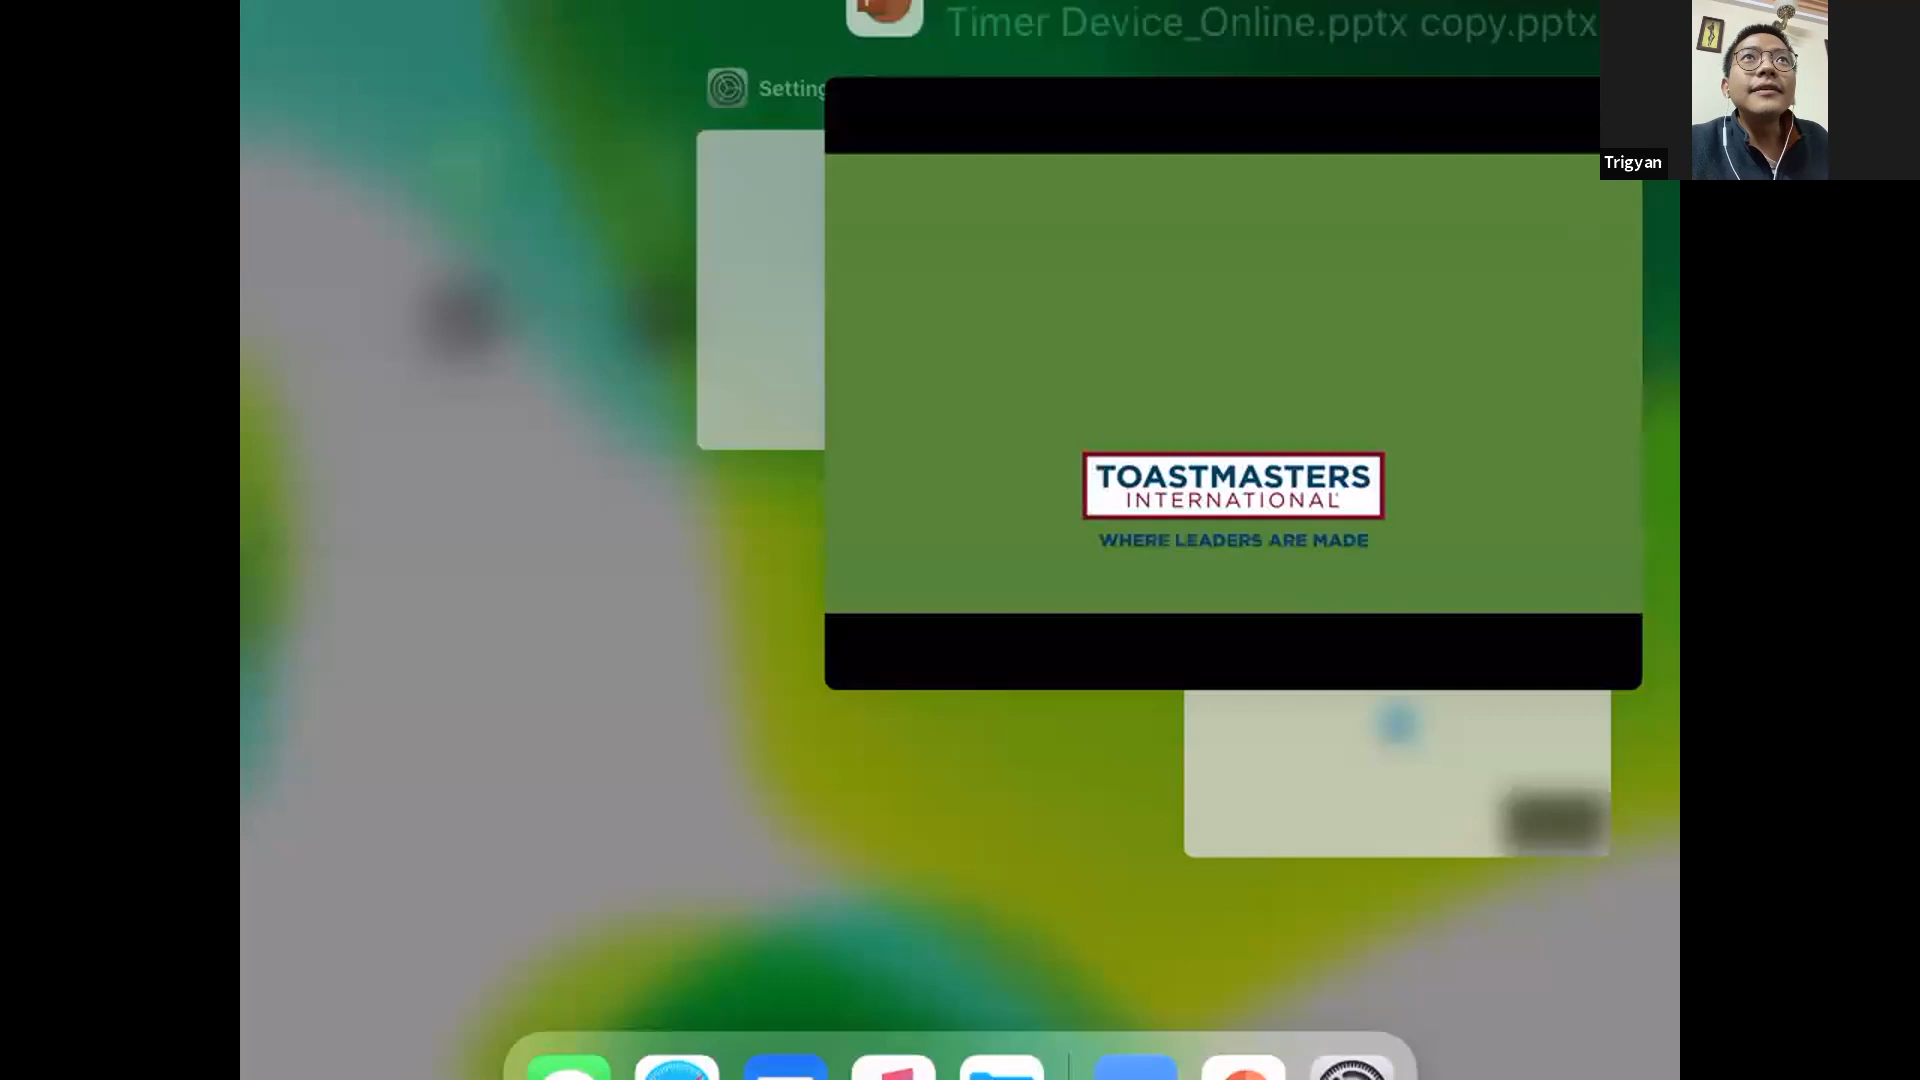 Timer Device_Online.pptx copy.pptx
Setting
TOASTMASTERS
INTERNATIONAL
WHERE LEADERS ARE MADE
Trigyan